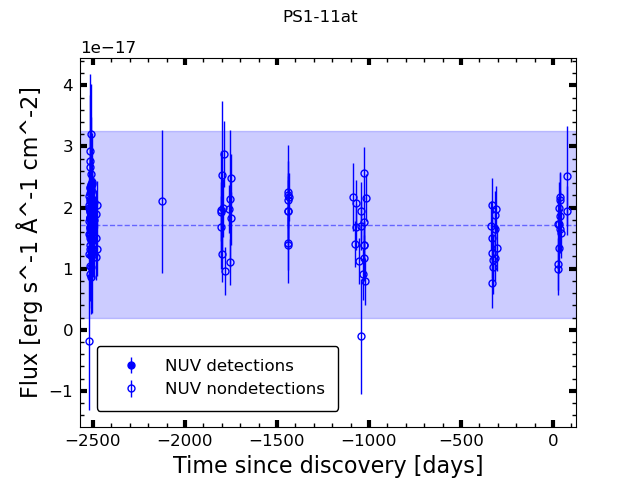 PS1-11at
1e−17
4
3
2
1
0
−1
Flux [erg s^-1 Å^-1 cm^-2]
NUV detections
NUV nondetections
−2500 −2000 −1500 −1000 −500 0
Time since discovery [days]